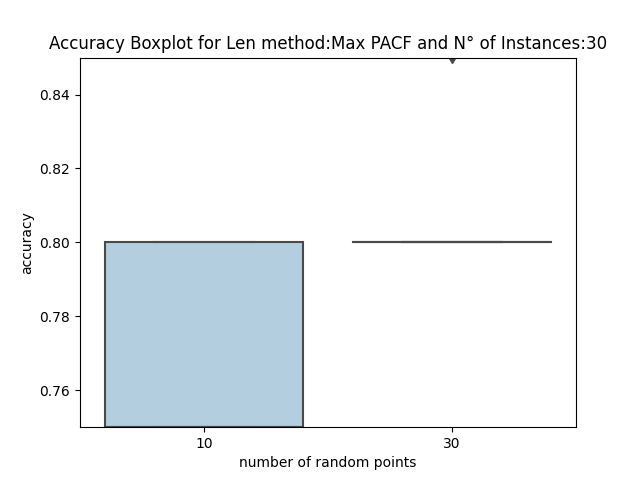 Accuracy Boxplot for Len method:Max PACF and N° of Instances:30
0.84
0.82
0.80
0.78
0.76
accuracy
10 30
number of random points